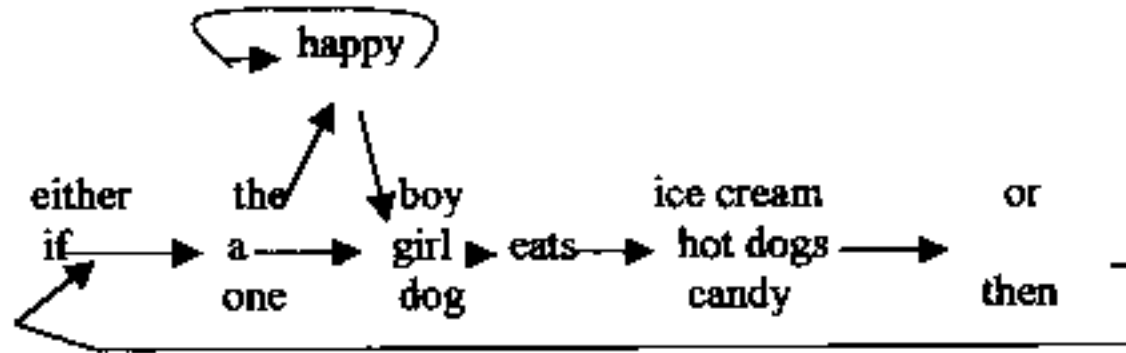 happy
either the boy ice cream or
if a girl eats hot dogs
one dog candy then